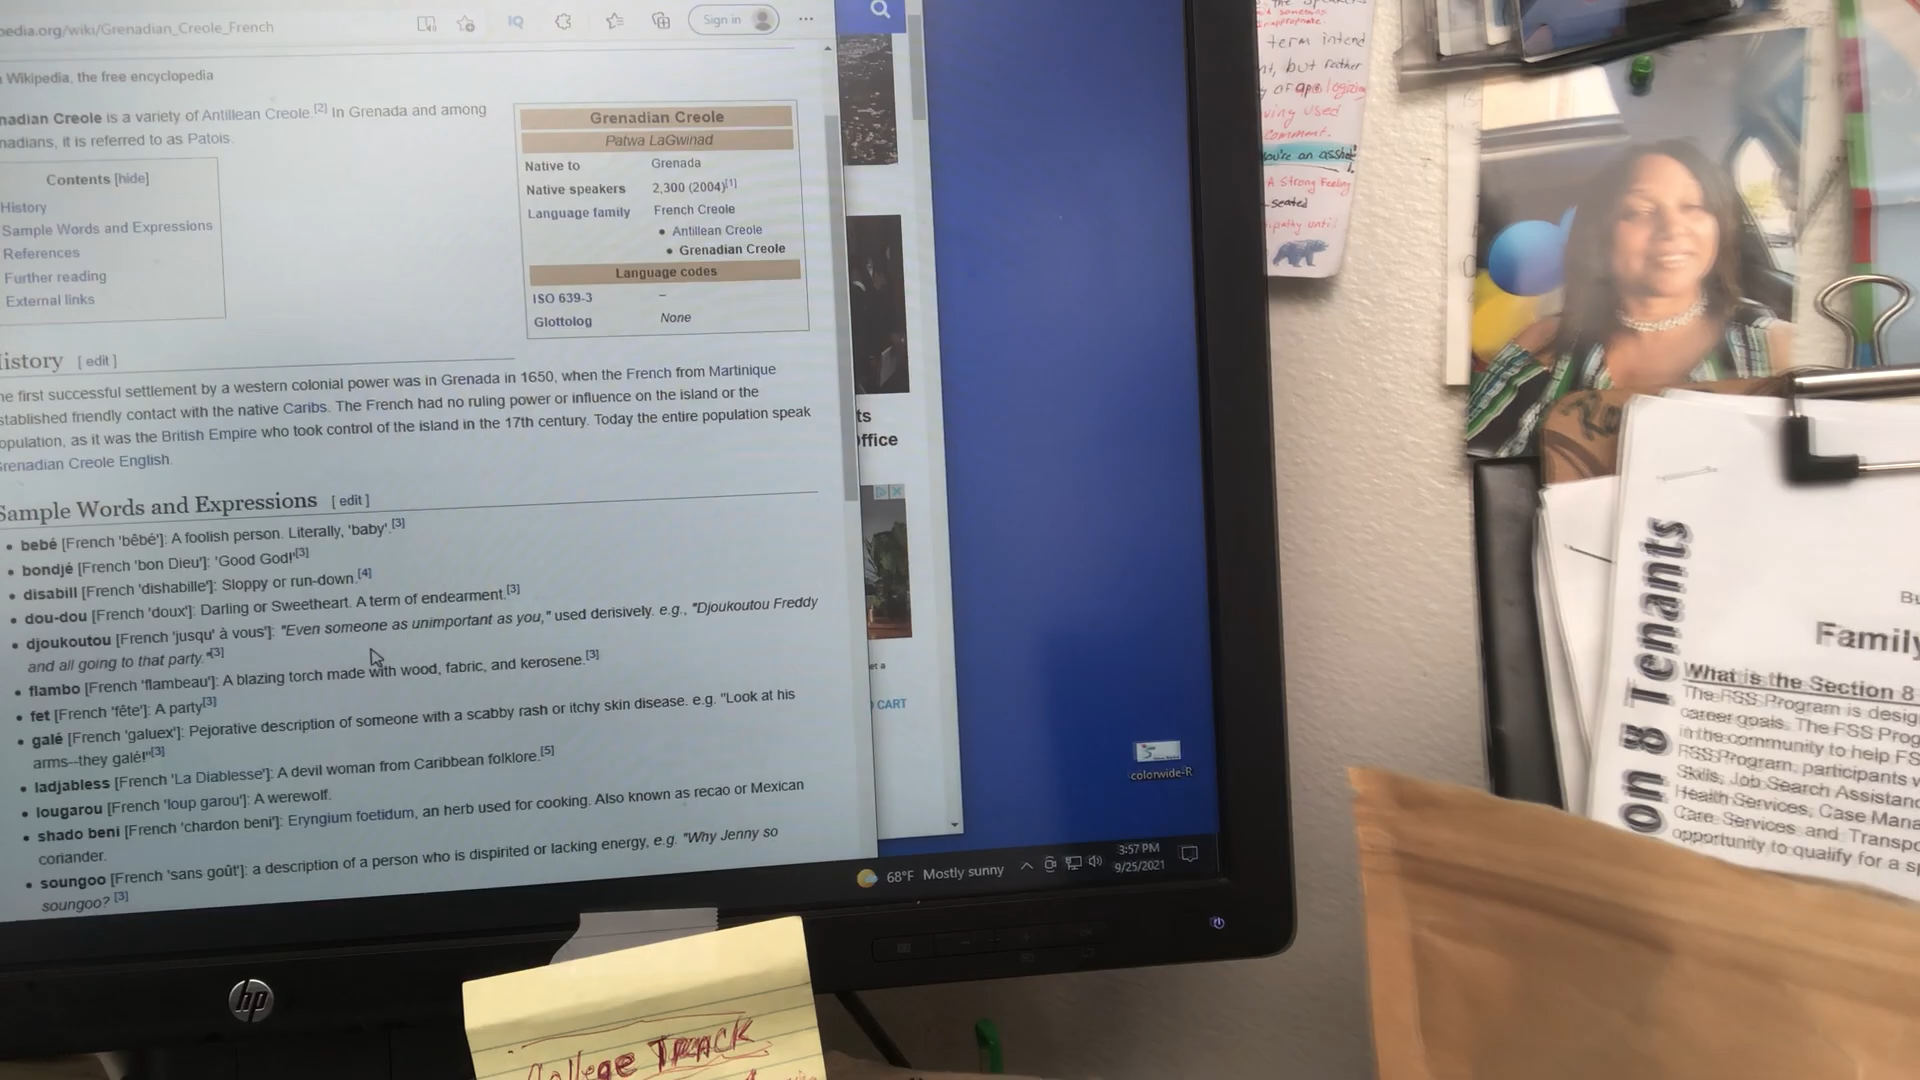 pedia.org/wiki/Grenadian_Creole_French
Sign in
Wikipedia, the free encyclopedia
nadian Creole is a variety of Antillean Creole.[2] In Grenada and among
nadians, it is referred to as Patois.
Contents [hide]
History
Sample Words and Expressions
References
Further reading
External links
Grenadian Creole
Patwa LaGwinad
Native to Grenada
Native speakers 2,300 (2004)[1]
Language family French Creole
• Antillean Creole
• Grenadian Creole
Language codes
ISO 639-3 –
Glottolog None
istory [ edit ]
he first successful settlement by a western colonial power was in Grenada in 1650, when the French from Martinique
stablished friendly contact with the native Caribs. The French had no ruling power or influence on the island or the
opulation, as it was the British Empire who took control of the island in the 17th century. Today the entire population speak
Grenadian Creole English.
Sample Words and Expressions [ edit ]
• bebé [French 'bêbé']: A foolish person. Literally, 'baby'.[3]
• bondjé [French 'bon Dieu']: 'Good God!'[3]
• disabill [French 'dishabille']: Sloppy or run-down.[4]
• dou-dou [French 'doux']: Darling or Sweetheart. A term of endearment.[3]
• djoukoutou [French 'jusqu' à vous']: "Even someone as unimportant as you," used derisively. e.g., "Djoukoutou Freddy
and all going to that party."[3]
• flambo [French 'flambeau']: A blazing torch made with wood, fabric, and kerosene.[3]
• fet [French 'fête']: A party[3]
• galé [French 'galuex']: Pejorative description of someone with a scabby rash or itchy skin disease. e.g. "Look at his
arms--they galé!"[3]
• ladjabless [French 'La Diablesse']: A devil woman from Caribbean folklore.[5]
• lougarou [French 'loup garou']: A werewolf.
• shado beni [French 'chardon beni']: Eryngium foetidum, an herb used for cooking. Also known as recao or Mexican
coriander.
• soungoo [French 'sans goût']: a description of a person who is dispirited or lacking energy, e.g. "Why Jenny so
soungoo? [3]
ts
ffice
et a
CART
colorwide-R
68°F Mostly sunny
3:57 PM
9/25/2021
hp
College TRACK
term intend
nt, but rather
y of apologizing
ving used
comment.
You're an asshole
A Strong Feeling
-seated
ipathy until
on 8 Tenants
Bu
Family
What is the Section 8
The FSS Program is desig
career goals. The FSS Prog
in the community to help FS
FSS Program, participants w
Skills, Job Search Assistanc
Health Services, Case Mana
Care Services and Transpo
opportunity to qualify for a sp